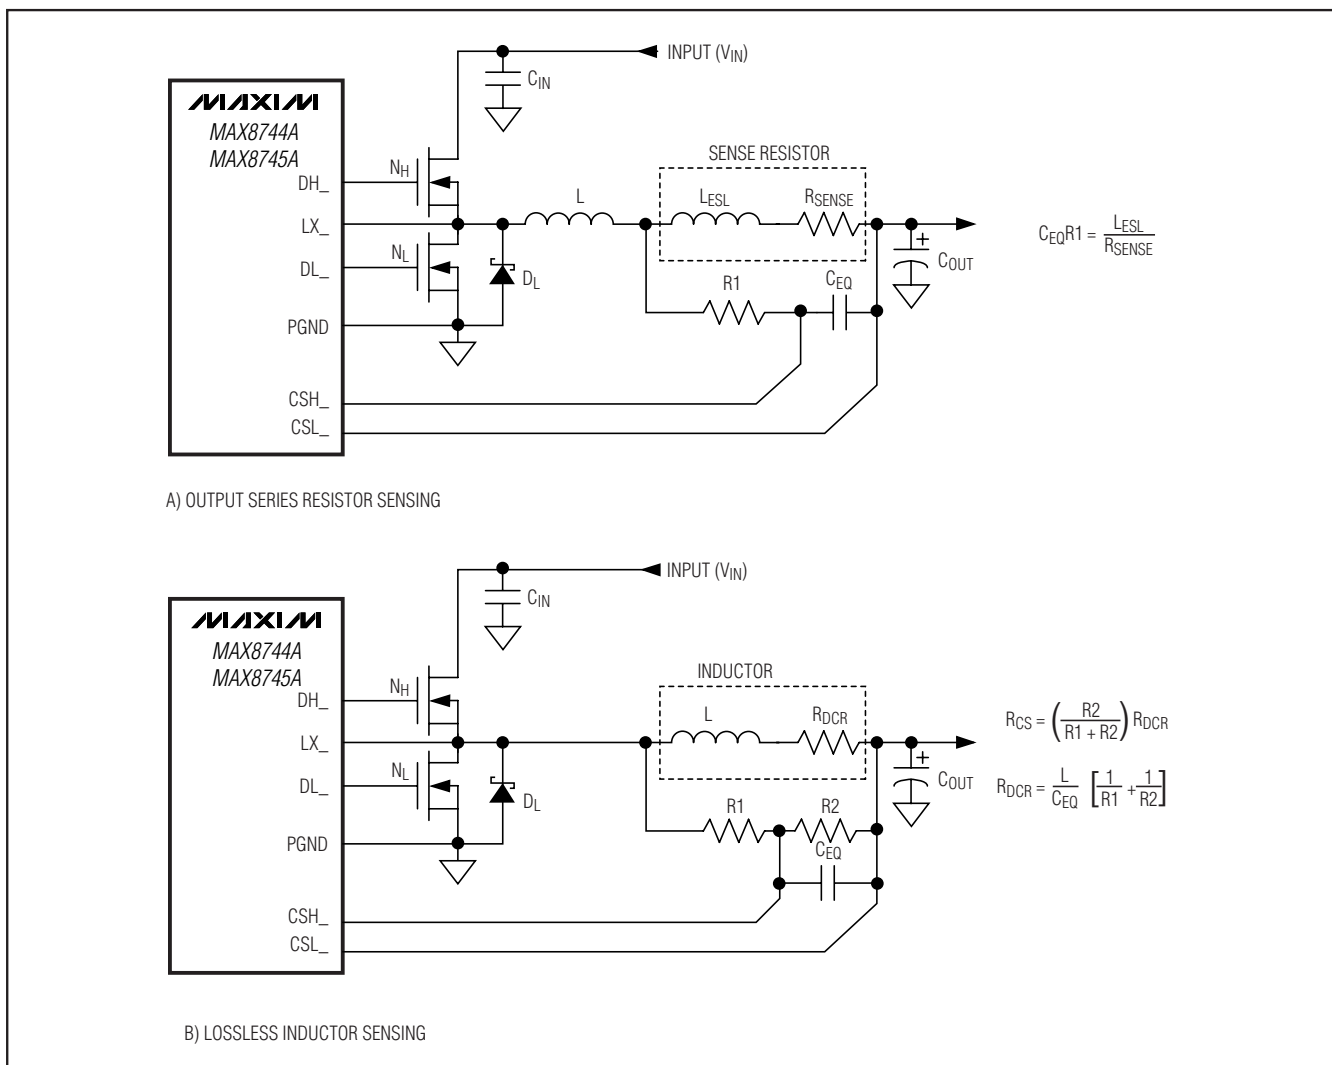 INPUT (VIN)
CIN
MAXIM
MAX8744A
MAX8745A
DH_
NH
SENSE RESISTOR
L
LESL
RSENSE
LX_
DL_
NL
DL
R1
CEQ
+
COUT
CEQR1 = LESL / RSENSE
PGND
CSH_
CSL_
A) OUTPUT SERIES RESISTOR SENSING
INPUT (VIN)
CIN
MAXIM
MAX8744A
MAX8745A
DH_
NH
INDUCTOR
L
RDCR
LX_
DL_
NL
DL
R1
R2
CEQ
+
COUT
RCS = (R2 / R1 + R2) RDCR
RDCR = L / CEQ [1 / R1 + 1 / R2]
PGND
CSH_
CSL_
B) LOSSLESS INDUCTOR SENSING